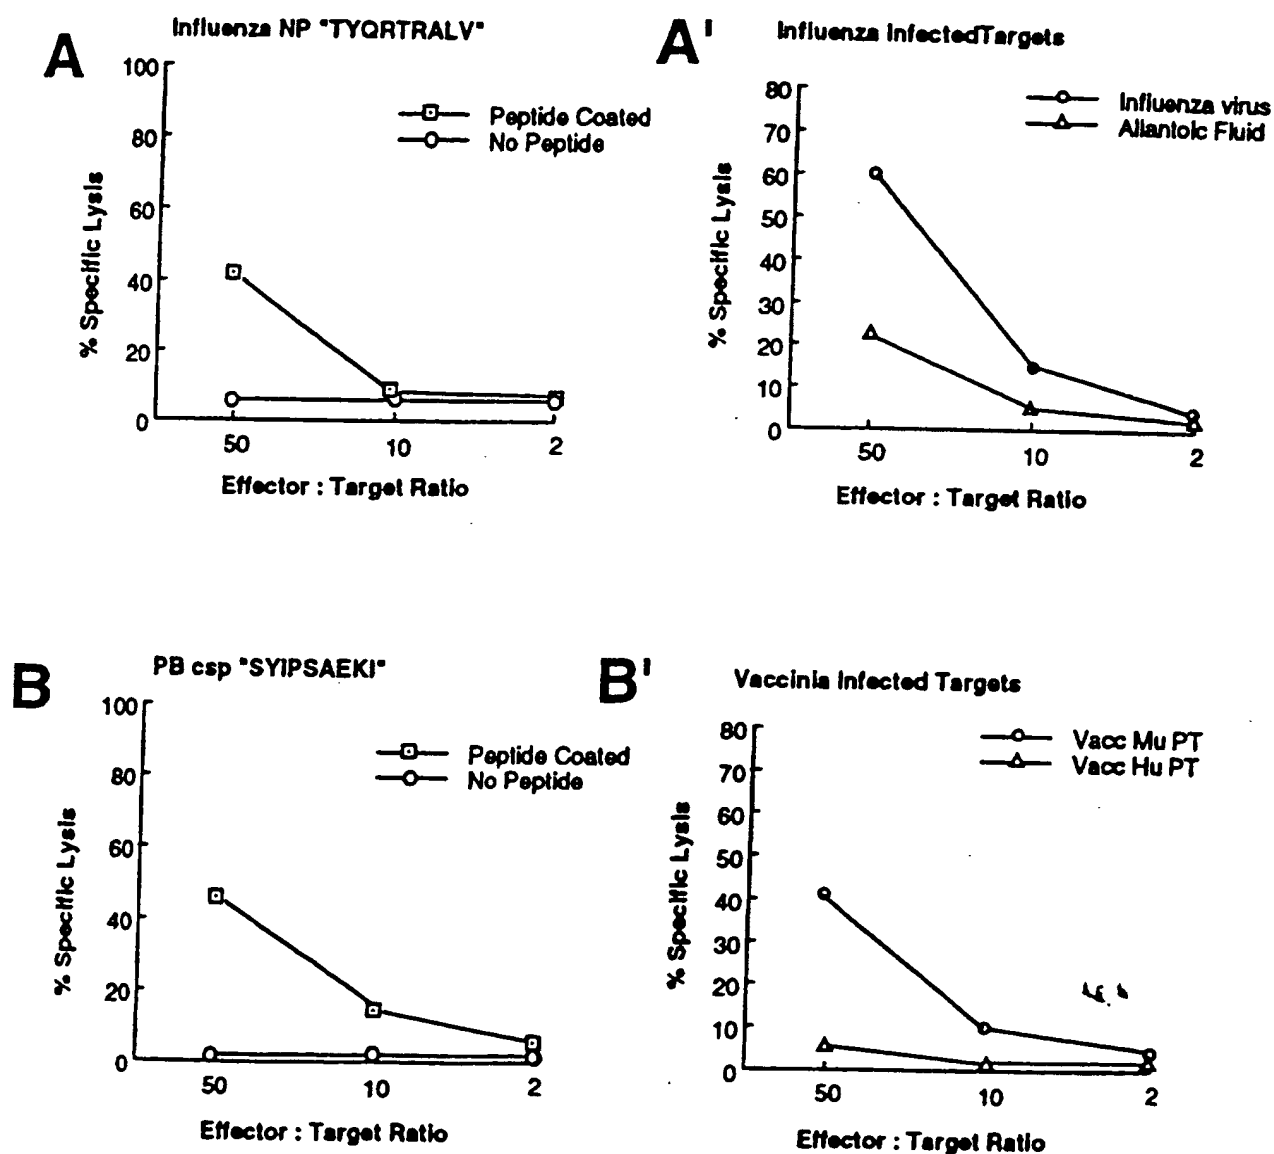 A
Influenza NP "TYQRTRALV"
Peptide Coated
No Peptide
% Specific Lysis
100
80
60
40
20
0
50 10 2
Effector : Target Ratio
A'
Influenza InfectedTargets
Influenza virus
Allantoic Fluid
% Specific Lysis
80
70
60
50
40
30
20
10
0
50 10 2
Effector : Target Ratio
B
PB csp "SYIPSAEKI"
Peptide Coated
No Peptide
% Specific Lysis
100
80
60
40
20
0
50 10 2
Effector : Target Ratio
B'
Vaccinia Infected Targets
Vacc Mu PT
Vacc Hu PT
% Specific Lysis
80
70
60
50
40
30
20
10
0
50 10 2
Effector : Target Ratio